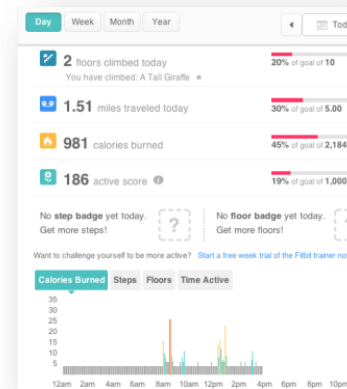 Day Week Month Year Tod
2 floors climbed today 20% of goal of 10
You have climbed: A Tall Giraffe
1.51 miles traveled today 30% of goal of 5.00
981 calories burned 45% of goal of 2,184
186 active score 19% of goal of 1,000
No step badge yet today. No floor badge yet today.
Get more steps! ? Get more floors!
Want to challenge yourself to be more active? Start a free week trial of the Fitbit trainer no
Calories Burned Steps Floors Time Active
35
30
25
20
15
10
5
12am 2am 4am 6am 8am 10am 12pm 2pm 4pm 6pm 8pm 10pm